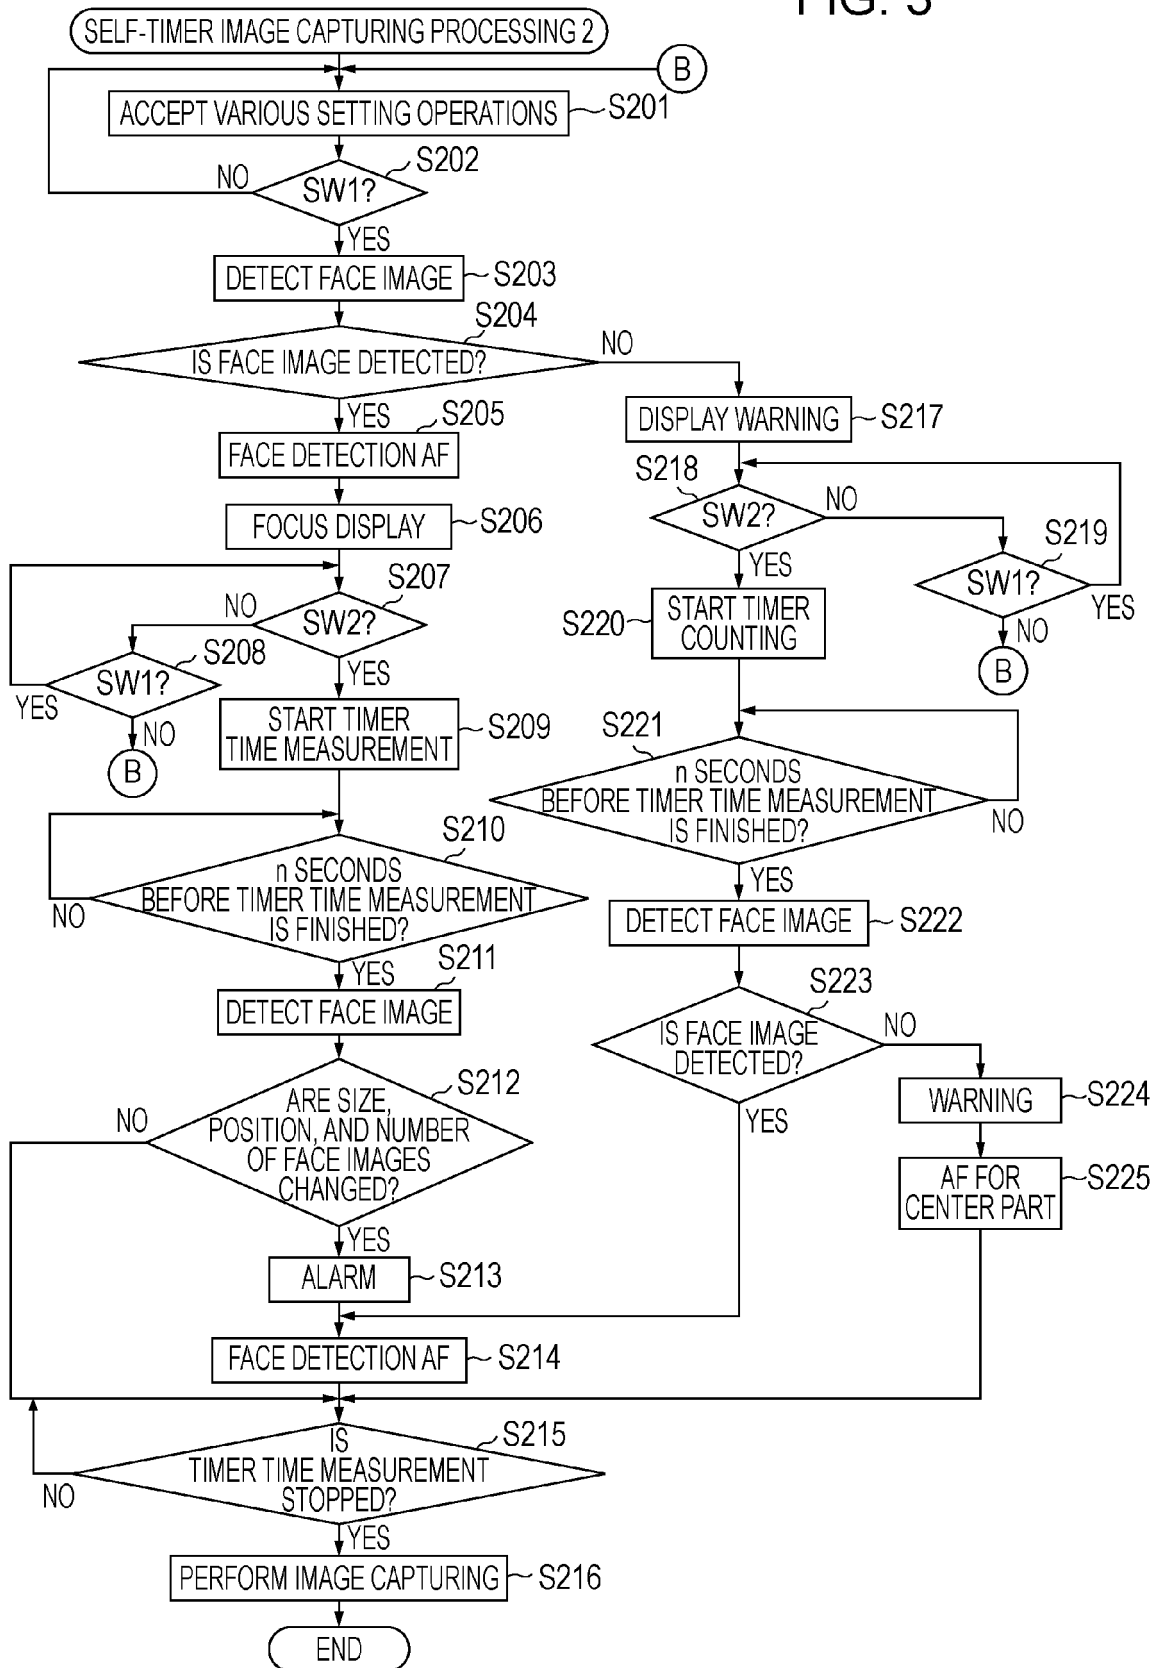 FIG. 3
SELF-TIMER IMAGE CAPTURING PROCESSING 2
B
ACCEPT VARIOUS SETTING OPERATIONS
S201
S202
NO
SW1?
YES
DETECT FACE IMAGE
S203
S204
IS FACE IMAGE DETECTED?
NO
YES
S205
FACE DETECTION AF
FOCUS DISPLAY
S206
S207
NO
SW2?
S208
SW1?
YES
NO
B
YES
START TIMER
TIME MEASUREMENT
S209
S210
n SECONDS
BEFORE TIMER TIME MEASUREMENT
IS FINISHED?
NO
YES
S211
DETECT FACE IMAGE
S212
NO
ARE SIZE,
POSITION, AND NUMBER
OF FACE IMAGES
CHANGED?
YES
ALARM
S213
FACE DETECTION AF
S214
S215
IS
TIMER TIME MEASUREMENT
STOPPED?
NO
YES
PERFORM IMAGE CAPTURING
S216
END
DISPLAY WARNING
S217
S218
SW2?
NO
S219
SW1?
YES
NO
B
YES
S220
START TIMER
COUNTING
S221
n SECONDS
BEFORE TIMER TIME MEASUREMENT
IS FINISHED?
NO
YES
DETECT FACE IMAGE
S222
S223
IS FACE IMAGE
DETECTED?
NO
YES
WARNING
S224
AF FOR
CENTER PART
S225